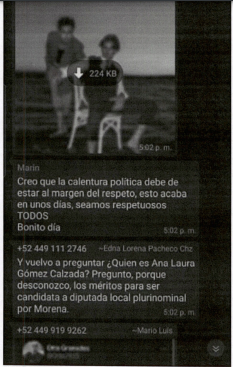 224 KB
5:02 p. m.
Marin
Creo que la calentura política debe de
estar al margen del respeto, esto acaba
en unos días, seamos respetuosos
TODOS
Bonito día
5:02 p. m.
+52 449 111 2746 ~Edna Lorena Pacheco Chz
Y vuelvo a preguntar ¿Quien es Ana Laura
Gómez Calzada? Pregunto, porque
desconozco, los méritos para ser
candidata a diputada local plurinominal
por Morena.
5:02 p. m.
+52 449 919 9262 ~Mario Luis